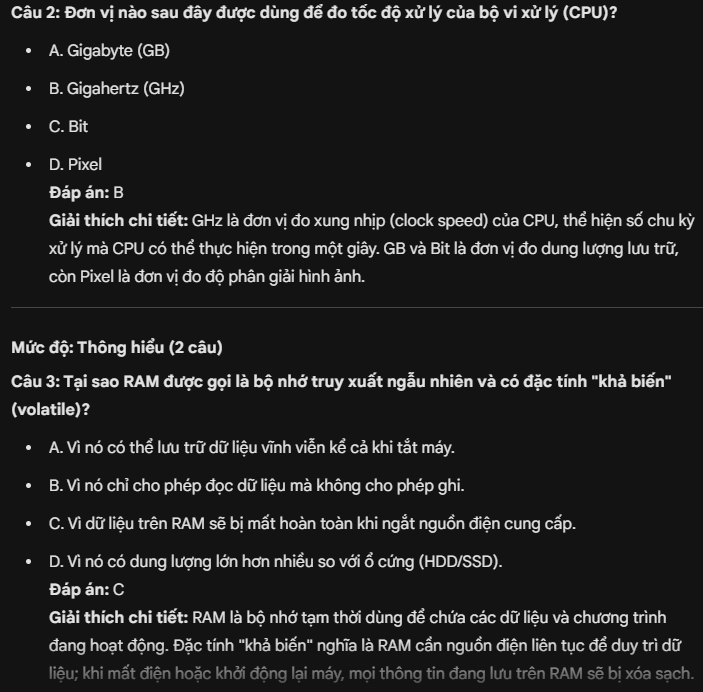 Câu 2: Đơn vị nào sau đây được dùng để đo tốc độ xử lý của bộ vi xử lý (CPU)?
• A. Gigabyte (GB)
• B. Gigahertz (GHz)
• C. Bit
• D. Pixel
Đáp án: B
Giải thích chi tiết: GHz là đơn vị đo xung nhịp (clock speed) của CPU, thể hiện số chu kỳ
xử lý mà CPU có thể thực hiện trong một giây. GB và Bit là đơn vị đo dung lượng lưu trữ,
còn Pixel là đơn vị đo độ phân giải hình ảnh.
Mức độ: Thông hiểu (2 câu)
Câu 3: Tại sao RAM được gọi là bộ nhớ truy xuất ngẫu nhiên và có đặc tính "khả biến"
(volatile)?
• A. Vì nó có thể lưu trữ dữ liệu vĩnh viễn kể cả khi tắt máy.
• B. Vì nó chỉ cho phép đọc dữ liệu mà không cho phép ghi.
• C. Vì dữ liệu trên RAM sẽ bị mất hoàn toàn khi ngắt nguồn điện cung cấp.
• D. Vì nó có dung lượng lớn hơn nhiều so với ổ cứng (HDD/SSD).
Đáp án: C
Giải thích chi tiết: RAM là bộ nhớ tạm thời dùng để chứa các dữ liệu và chương trình
đang hoạt động. Đặc tính "khả biến" nghĩa là RAM cần nguồn điện liên tục để duy trì dữ
liệu; khi mất điện hoặc khởi động lại máy, mọi thông tin đang lưu trên RAM sẽ bị xóa sạch.